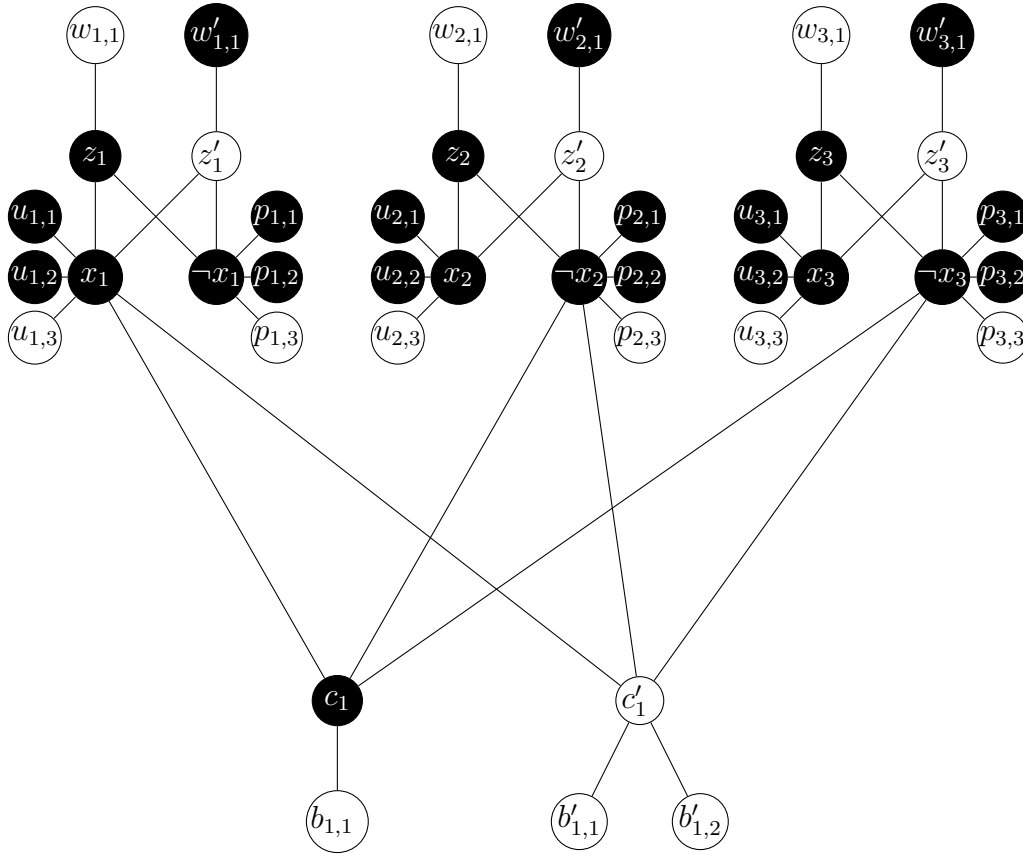 w1,1 w′1,1 w2,1 w′2,1 w3,1 w′3,1
z1 z′1 z2 z′2 z3 z′3
u1,1 p1,1 u2,1 p2,1 u3,1 p3,1
u1,2 x1 ¬x1 p1,2 u2,2 x2 ¬x2 p2,2 u3,2 x3 ¬x3 p3,2
u1,3 p1,3 u2,3 p2,3 u3,3 p3,3
c1 c′1
b1,1 b′1,1 b′1,2